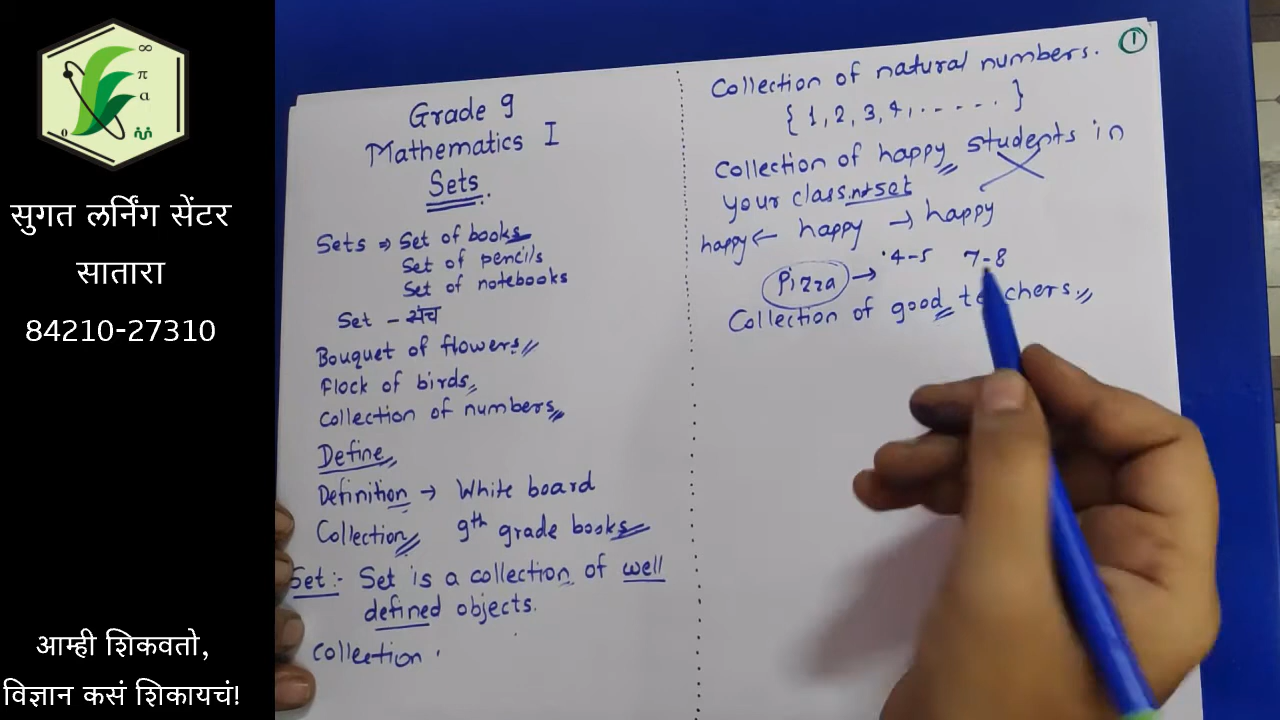 ∞
π
α
सुगत लर्निंग सेंटर
सातारा
84210-27310
आम्ही शिकवतो,
विज्ञान कसं शिकायचं!
Grade 9
Mathematics I
Sets.
Sets ⇒ Set of books
Set of pencils
Set of notebooks
Set - संच
Bouquet of flowers
Flock of birds
Collection of numbers
Define
Definition → White board
Collection 9th grade books
Set:- Set is a collection of well
defined objects.
Collection
1
Collection of natural numbers.
{ 1, 2, 3, 4, ...... }
Collection of happy students in
your class. not set
happy ← happy → happy
Pizza → 4-5 7-8
Collection of good teachers.